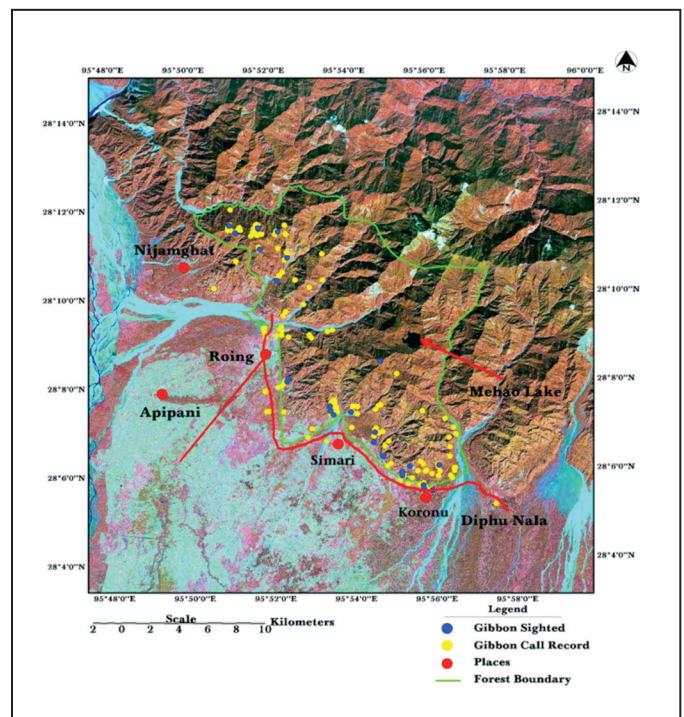 N
95°48'0"E 95°50'0"E 95°52'0"E 95°54'0"E 95°56'0"E 95°58'0"E 96°0'0"E
28°14'0"N 28°14'0"N
28°12'0"N 28°12'0"N
Nijamghat
28°10'0"N 28°10'0"N
Roing
28°8'0"N 28°8'0"N
Mehao Lake
Apipani
Simari
28°6'0"N 28°6'0"N
Koronu
Diphu Nala
28°4'0"N 28°4'0"N
95°48'0"E 95°50'0"E 95°52'0"E 95°54'0"E 95°56'0"E 95°58'0"E
Scale Kilometers
2 0 2 4 6 8 10
Legend
Gibbon Sighted
Gibbon Call Record
Places
Forest Boundary